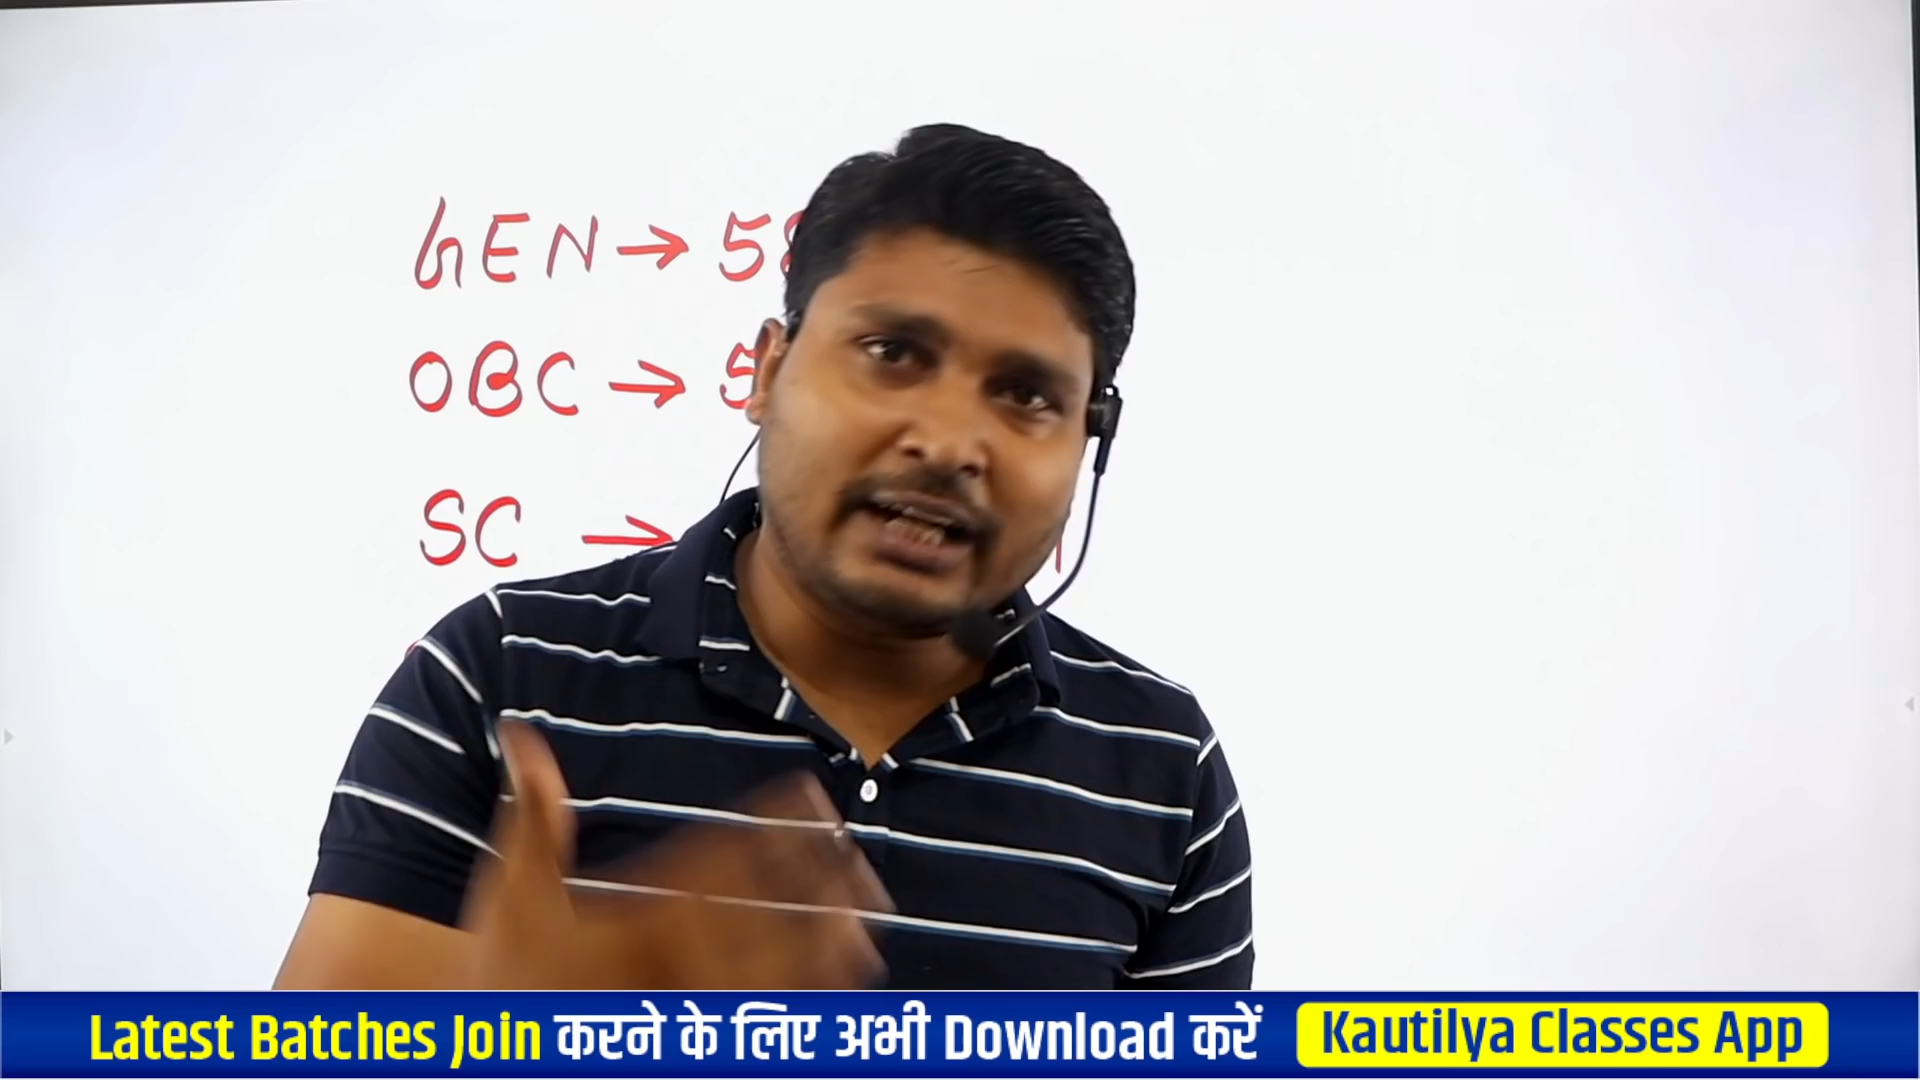 GEN → 58
OBC → 5
SC →
Latest Batches Join करने के लिए अभी Download करें Kautilya Classes App